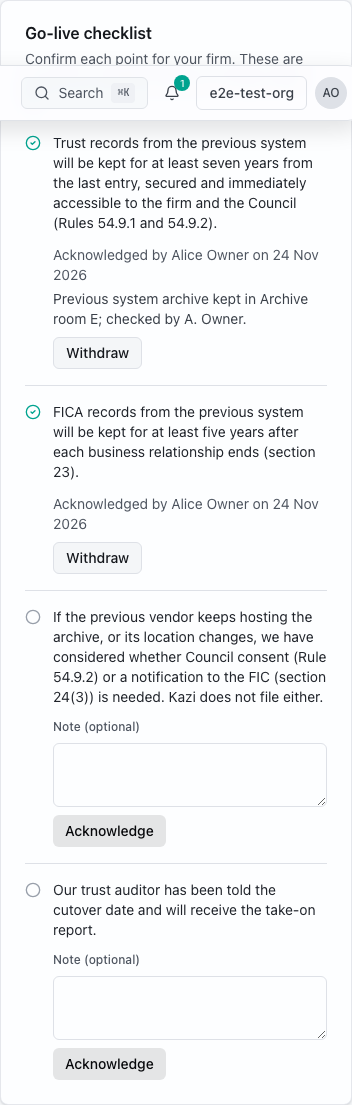 Go-live checklist
Confirm each point for your firm. These are
Search ⌘K
1
e2e-test-org
AO
Trust records from the previous system
will be kept for at least seven years from
the last entry, secured and immediately
accessible to the firm and the Council
(Rules 54.9.1 and 54.9.2).
Acknowledged by Alice Owner on 24 Nov
2026
Previous system archive kept in Archive
room E; checked by A. Owner.
Withdraw
FICA records from the previous system
will be kept for at least five years after
each business relationship ends (section
23).
Acknowledged by Alice Owner on 24 Nov
2026
Withdraw
If the previous vendor keeps hosting the
archive, or its location changes, we have
considered whether Council consent (Rule
54.9.2) or a notification to the FIC (section
24(3)) is needed. Kazi does not file either.
Note (optional)
Acknowledge
Our trust auditor has been told the
cutover date and will receive the take-on
report.
Note (optional)
Acknowledge